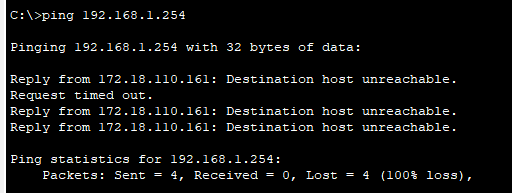 C:\>ping 192.168.1.254
Pinging 192.168.1.254 with 32 bytes of data:
Reply from 172.18.110.161: Destination host unreachable.
Request timed out.
Reply from 172.18.110.161: Destination host unreachable.
Reply from 172.18.110.161: Destination host unreachable.
Ping statistics for 192.168.1.254:
    Packets: Sent = 4, Received = 0, Lost = 4 (100% loss),